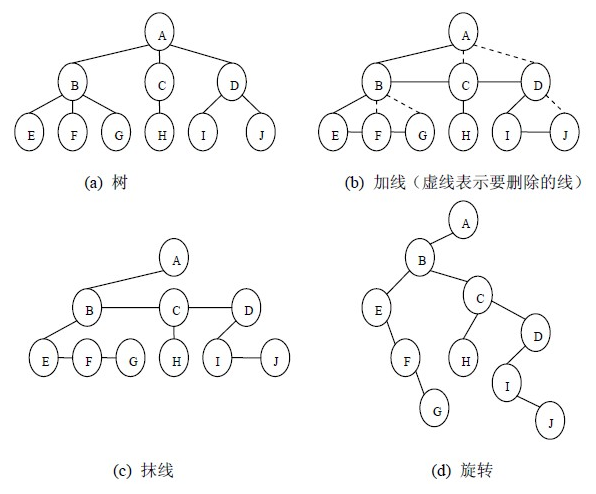 A A
B C D B C D
E F G H I J E F G H I J
(a) 树 (b) 加线（虚线表示要删除的线）
A
A
B
B C D
E
C
D
E F G H I J
F
H
I
G
J
(c) 抹线 (d) 旋转